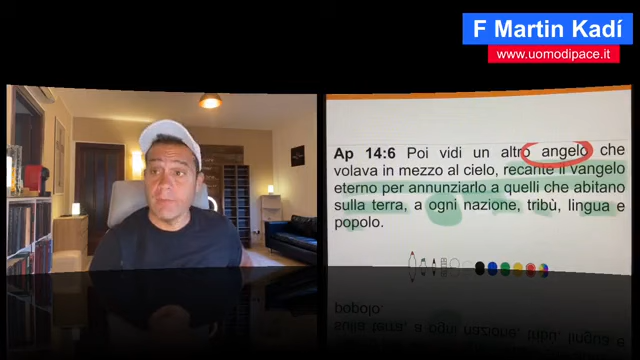 F Martin Kadí
www.uomodipace.it
Ap 14:6 Poi vidi un altro angelo che
volava in mezzo al cielo, recante il vangelo
eterno per annunziarlo a quelli che abitano
sulla terra, a ogni nazione, tribù, lingua e
popolo.